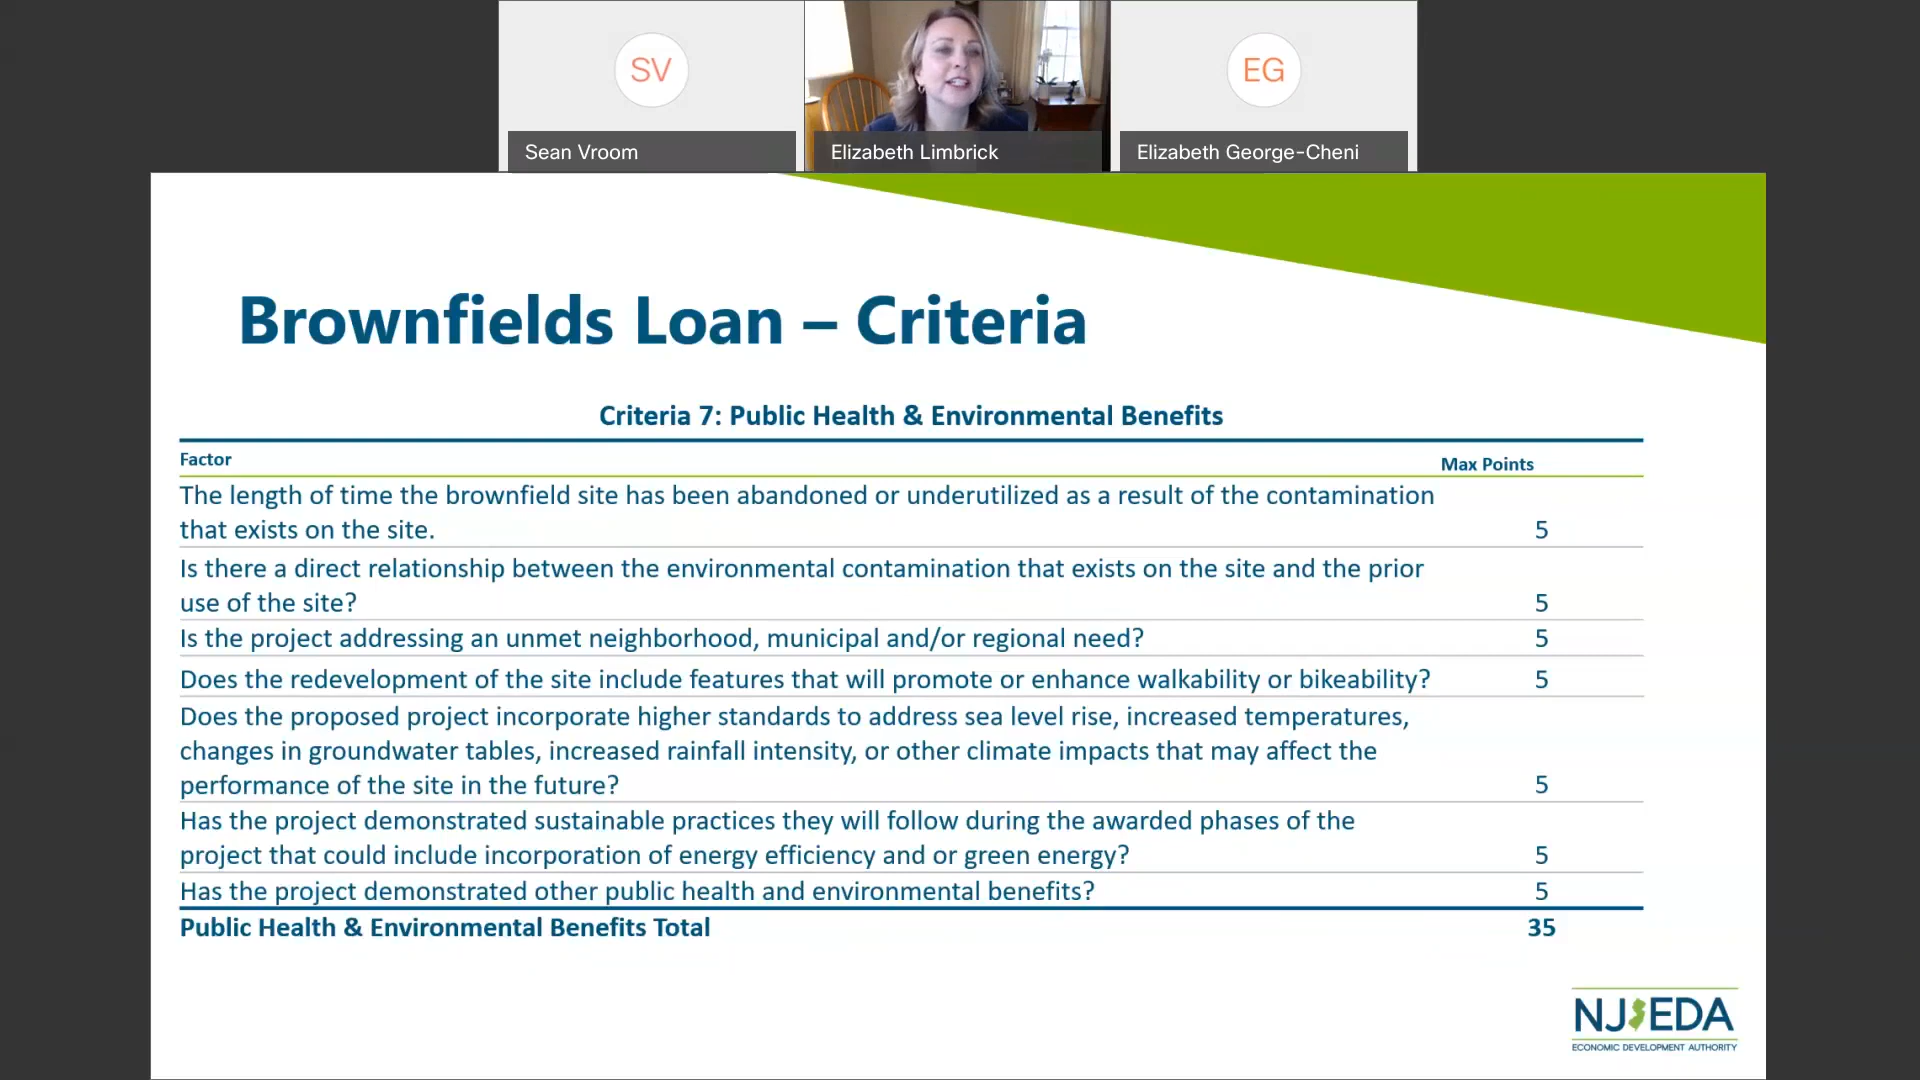 SV
EG
Sean Vroom
Elizabeth Limbrick
Elizabeth George-Cheni
Brownfields Loan – Criteria
Criteria 7: Public Health & Environmental Benefits
Factor
Max Points
The length of time the brownfield site has been abandoned or underutilized as a result of the contamination
that exists on the site.
5
Is there a direct relationship between the environmental contamination that exists on the site and the prior
use of the site?
5
Is the project addressing an unmet neighborhood, municipal and/or regional need?
5
Does the redevelopment of the site include features that will promote or enhance walkability or bikeability?
5
Does the proposed project incorporate higher standards to address sea level rise, increased temperatures,
changes in groundwater tables, increased rainfall intensity, or other climate impacts that may affect the
performance of the site in the future?
5
Has the project demonstrated sustainable practices they will follow during the awarded phases of the
project that could include incorporation of energy efficiency and or green energy?
5
Has the project demonstrated other public health and environmental benefits?
5
Public Health & Environmental Benefits Total
35
NJEDA
ECONOMIC DEVELOPMENT AUTHORITY